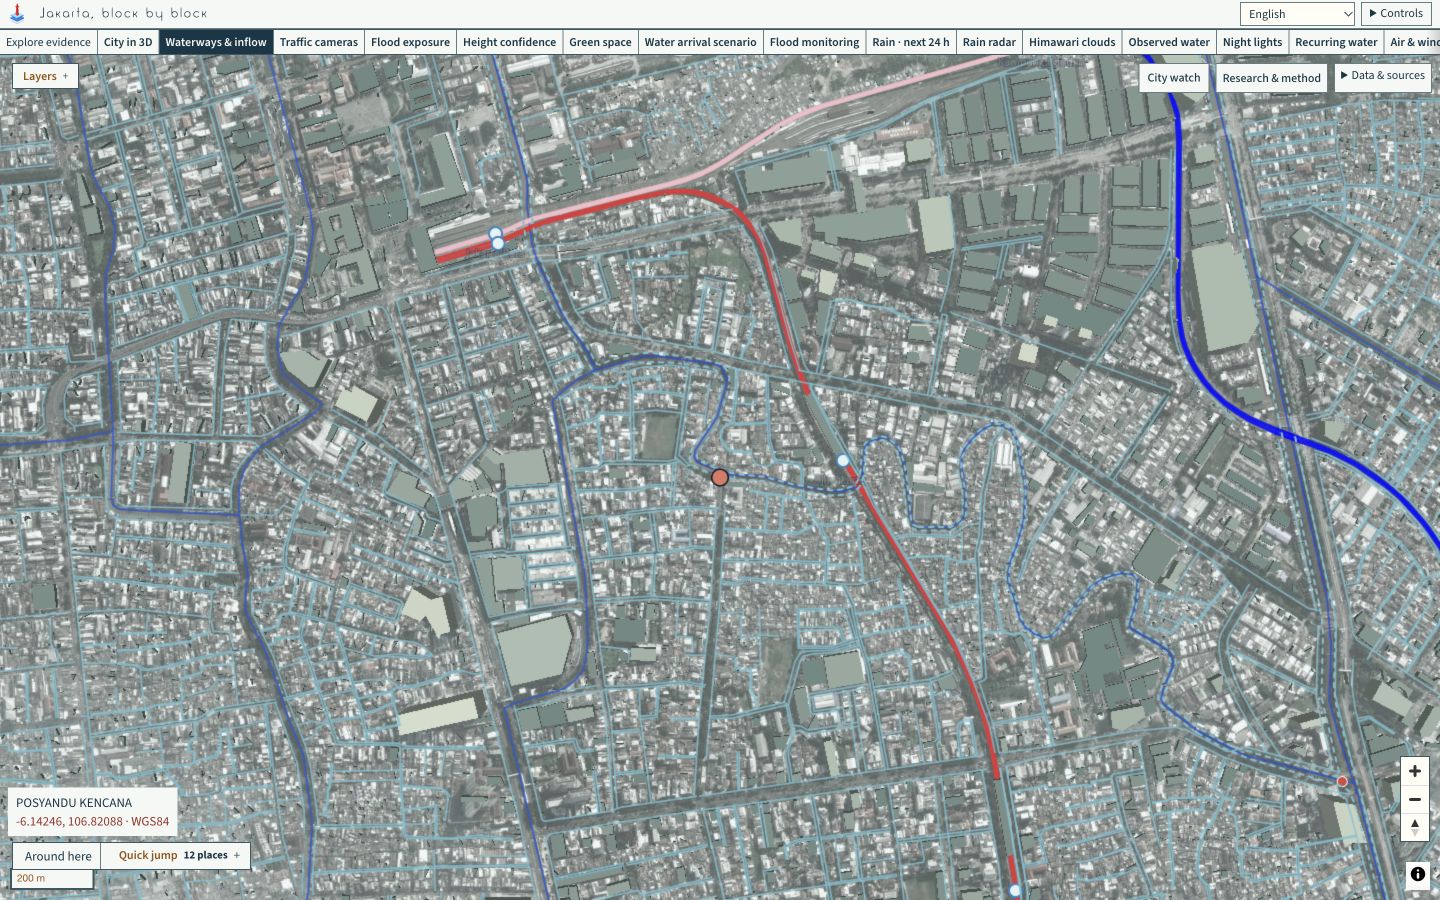 Jakarta, block by block
English
Controls
Explore evidence
City in 3D
Waterways & inflow
Traffic cameras
Flood exposure
Height confidence
Green space
Water arrival scenario
Flood monitoring
Rain · next 24 h
Rain radar
Himawari clouds
Observed water
Night lights
Recurring water
Air & wind
Layers +
City watch
Research & method
Data & sources
POSYANDU KENCANA
-6.14246, 106.82088 · WGS84
Around here
Quick jump 12 places +
200 m